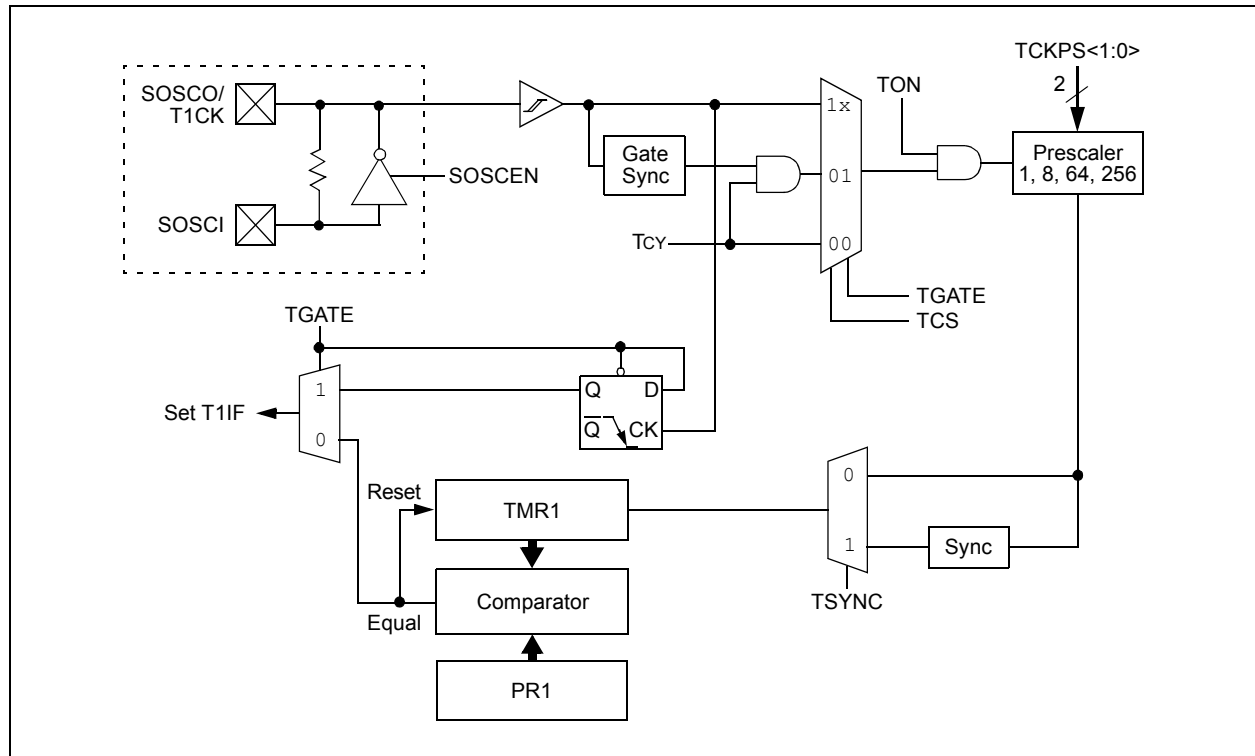 TCKPS<1:0>
2
TON
SOSCO/
T1CK
1x
Prescaler
1, 8, 64, 256
Gate
Sync
SOSCEN
01
SOSCI
TCY
00
TGATE
TCS
TGATE
1
Q
D
Set T1IF
Q
CK
0
0
Reset
TMR1
1
Sync
Comparator
TSYNC
Equal
PR1